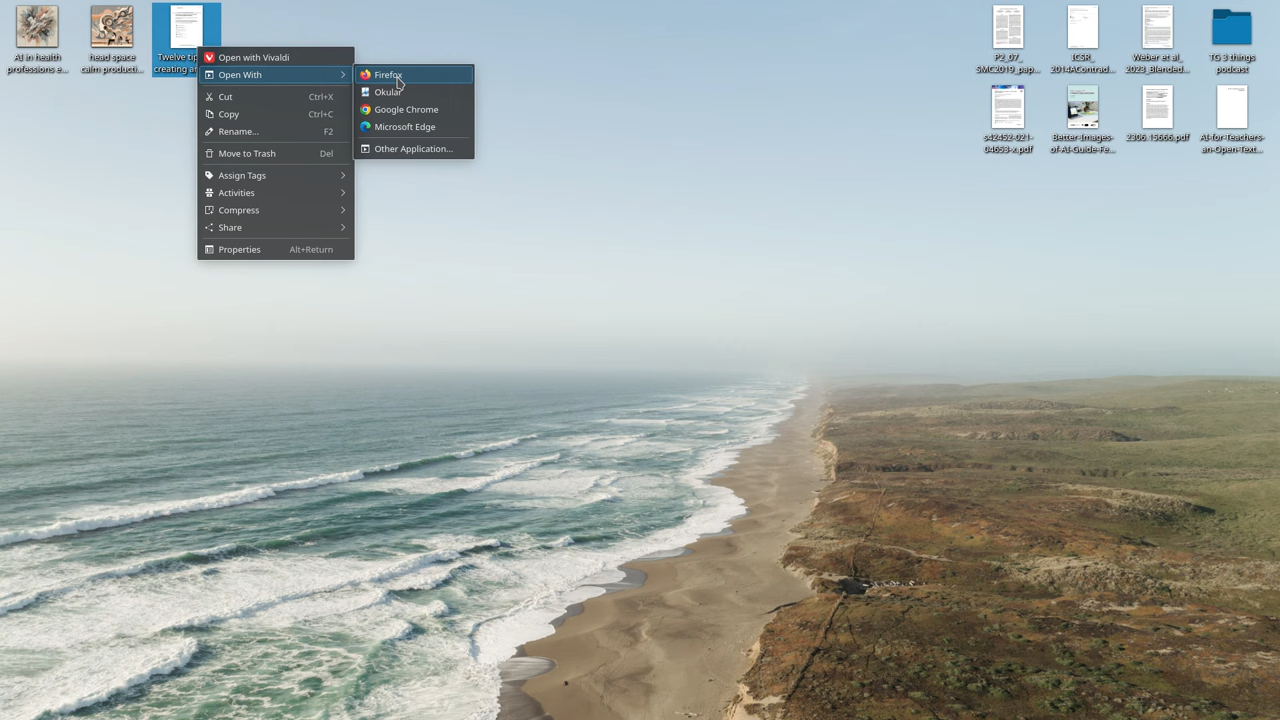 AI in health
professions e...
head space
calm producti...
Twelve
creating
Open with Vivaldi
Open With
Cut Ctrl+X
Copy Ctrl+C
Rename... F2
Move to Trash Del
Assign Tags
Activities
Compress
Share
Properties Alt+Return
Firefox
Okular
Google Chrome
Microsoft Edge
Other Application...
P2_07_
SMC2019_pap...
ICSR_
2014AContrad...
Weber et al_
2023_Blended...
TG 3 things
podcast
s42452-021-
04653-x.pdf
Better-Images-
of-AI-Guide-Fe...
2306.15666.pdf
AI-for-Teachers-
an-Open-Text...